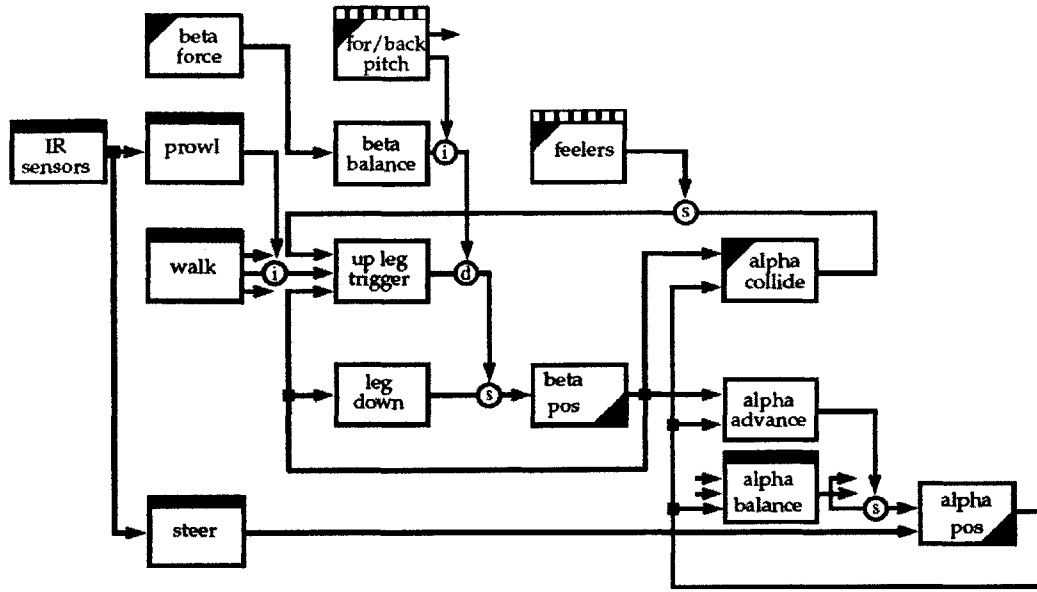 beta
force
for/back
pitch
IR
sensors
prowl
beta
balance
i
feelers
s
walk
i
up leg
trigger
d
alpha
collide
leg
down
s
beta
pos
alpha
advance
alpha
balance
s
alpha
pos
steer